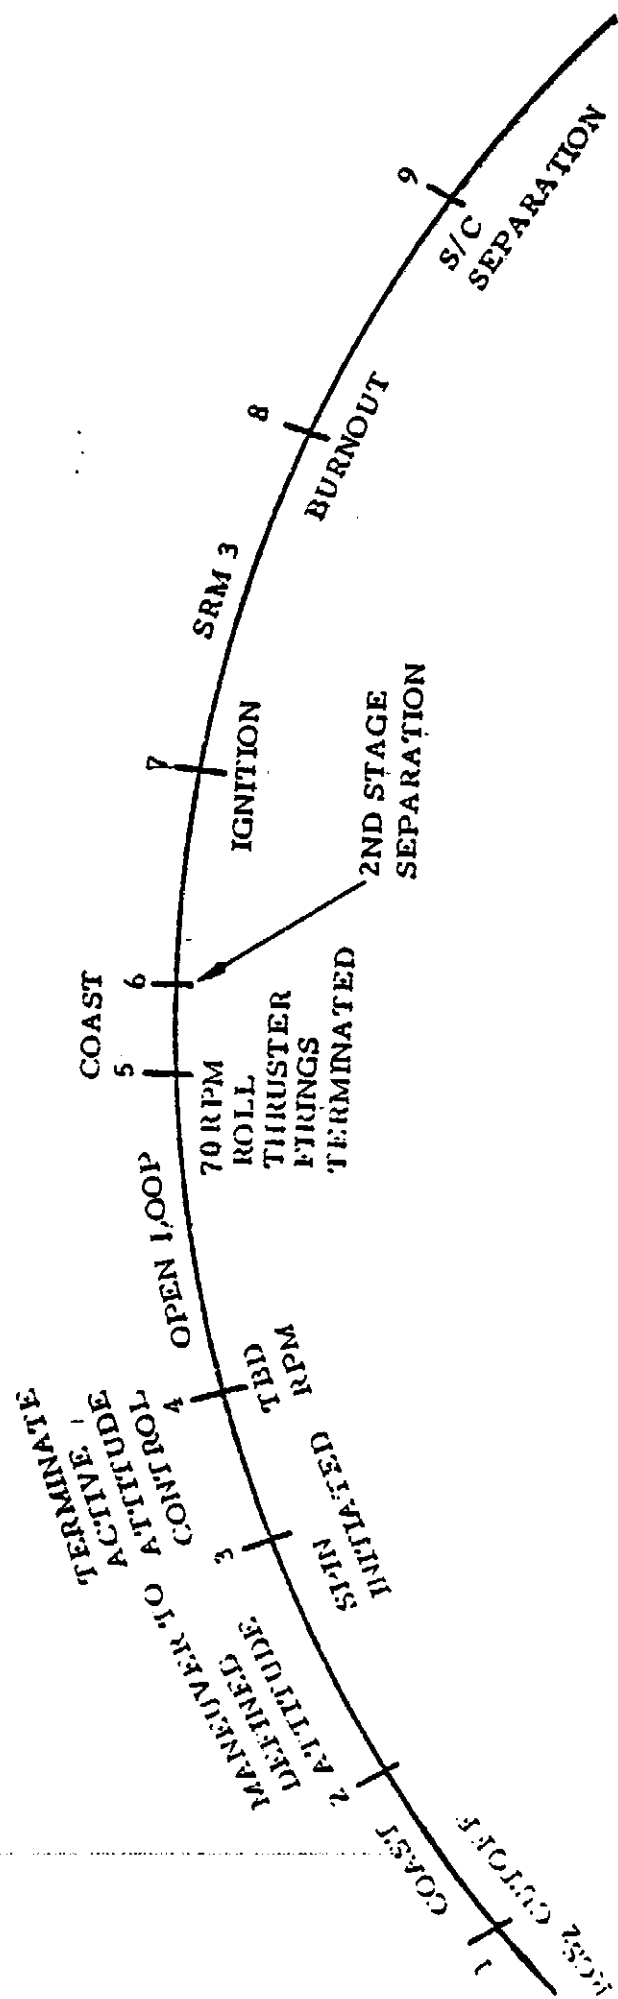 1
RCS2 CUTOFF
COAST
2
MANEUVER TO
DEFINED
ATTITUDE
3
SPIN
INITIATED
TERMINATE
ACTIVE
ATTITUDE
CONTROL
4
TBD
RPM
OPEN LOOP
5
70 RPM
ROLL
THRUSTER
FIRINGS
TERMINATED
COAST
6
2ND STAGE
SEPARATION
7
IGNITION
SRM 3
8
BURNOUT
9
S/C
SEPARATION